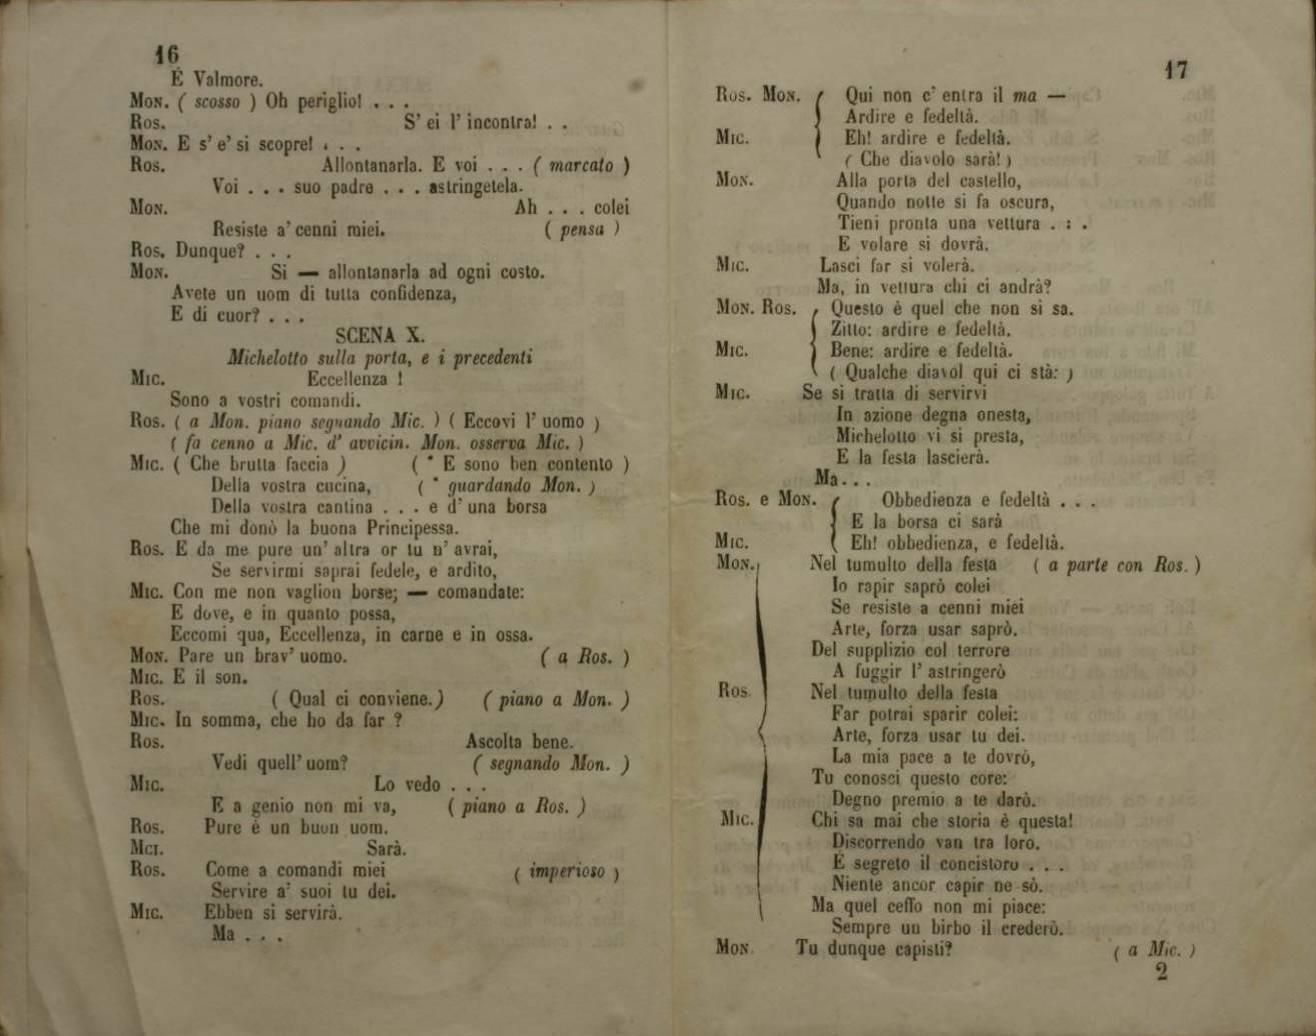 16
É Valmore.
Mon. ( scosso ) Oh periglio! . . .
Ros. S' ei l' incontra! . .
Mon. E s' e' si scopre! . . .
Ros. Allontanarla. E voi . . . ( marcato )
Voi . . . suo padre . . . astringetela.
Mon. Ah . . . colei
Resiste a' cenni miei. ( pensa )
Ros. Dunque? . . .
Mon. Si — allontanarla ad ogni costo.
Avete un uom di tutta confidenza,
E di cuor? . . .
SCENA X.
Michelotto sulla porta, e i precedenti
Mic. Eccellenza !
Sono a vostri comandi.
Ros. ( a Mon. piano segnando Mic. ) ( Eccovi l' uomo )
( fa cenno a Mic. d' avvicin. Mon. osserva Mic. )
Mic. ( Che brutta faccia ) ( * E sono ben contento )
Della vostra cucina, ( * guardando Mon. )
Della vostra cantina . . . e d' una borsa
Che mi donò la buona Principessa.
Ros. E da me pure un' altra or tu n' avrai,
Se servirmi saprai fedele, e ardito,
Mic. Con me non vaglion borse; — comandate:
E dove, e in quanto possa,
Eccomi qua, Eccellenza, in carne e in ossa.
Mon. Pare un brav' uomo. ( a Ros. )
Mic. E il son.
Ros. ( Qual ci conviene.) ( piano a Mon. )
Mic. In somma, che ho da far ?
Ros. Ascolta bene.
Vedi quell' uom? ( segnando Mon. )
Mic. Lo vedo . . .
E a genio non mi va, ( piano a Ros. )
Ros. Pure è un buon uom.
Mci. Sarà.
Ros. Come a comandi miei ( imperioso )
Servire a' suoi tu dei.
Mic. Ebben si servirà.
Ma . . .
17
Ros. Mon. Qui non c' entra il ma —
Ardire e fedeltà.
Mic. Eh! ardire e fedeltà.
( Che diavolo sarà! )
Mon. Alla porta del castello,
Quando notte si fa oscura,
Tieni pronta una vettura . : .
E volare si dovrà.
Mic. Lasci far si volerà.
Ma, in vettura chi ci andrà?
Mon. Ros. Questo è quel che non si sa.
Zitto: ardire e fedeltà.
Mic. Bene: ardire e fedeltà.
( Qualche diavol qui ci stà: )
Mic. Se si tratta di servirvi
In azione degna onesta,
Michelotto vi si presta,
E la festa lascierà.
Ma . . .
Ros. e Mon. Obbedienza e fedeltà . . .
E la borsa ci sarà
Mic. Eh! obbedienza, e fedeltà.
Mon. Nel tumulto della festa ( a parte con Ros. )
Io rapir saprò colei
Se resiste a cenni miei
Arte, forza usar saprò.
Del supplizio col terrore
A fuggir l' astringerò
Ros. Nel tumulto della festa
Far potrai sparir colei:
Arte, forza usar tu dei.
La mia pace a te dovrò,
Tu conosci questo core:
Degno premio a te darò.
Mic. Chi sa mai che storia è questa!
Discorrendo van tra loro.
É segreto il concistoro . . .
Niente ancor capir ne sò.
Ma quel ceffo non mi piace:
Sempre un birbo il crederò.
Mon. Tu dunque capisti? ( a Mic. )
2